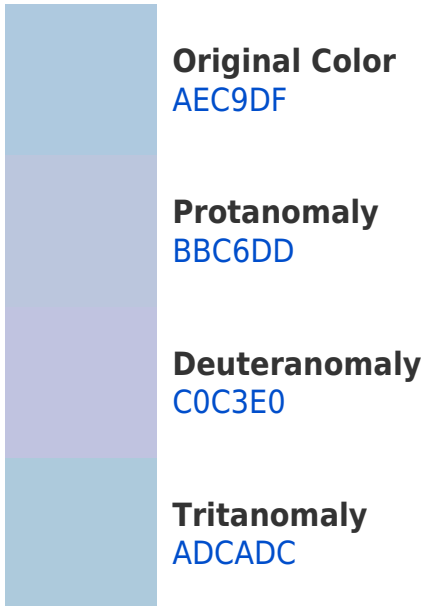 Original Color
AEC9DF
Protanomaly
BBC6DD
Deuteranomaly
C0C3E0
Tritanomaly
ADCADC